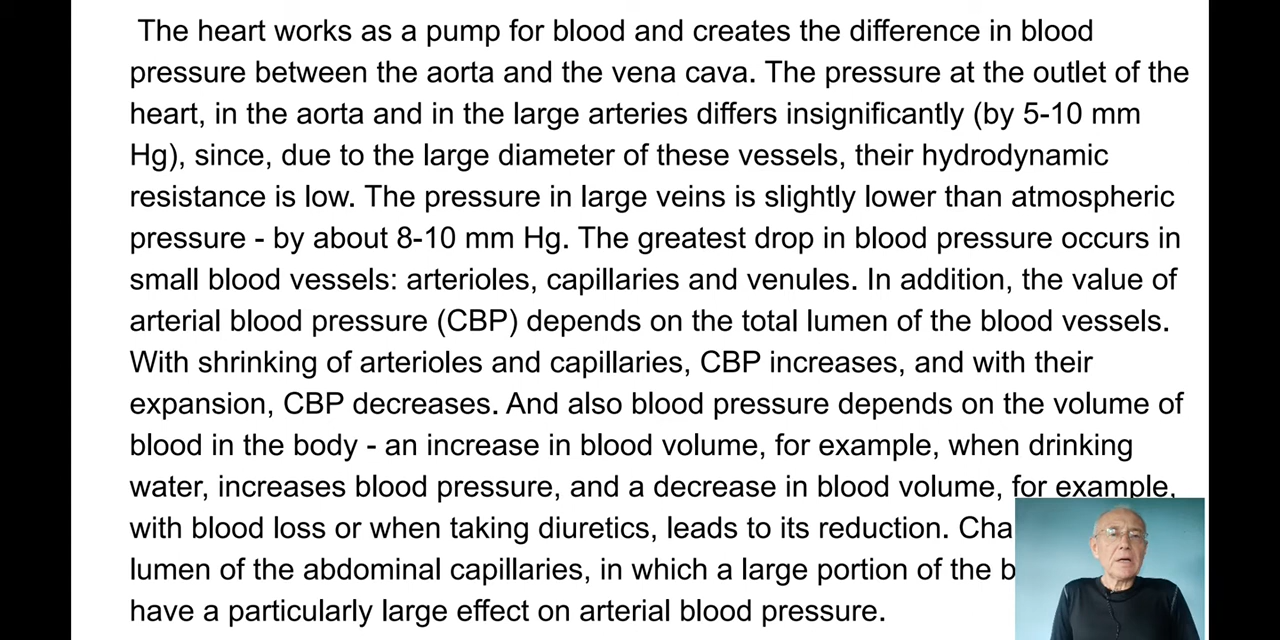 The heart works as a pump for blood and creates the difference in blood
pressure between the aorta and the vena cava. The pressure at the outlet of the
heart, in the aorta and in the large arteries differs insignificantly (by 5-10 mm
Hg), since, due to the large diameter of these vessels, their hydrodynamic
resistance is low. The pressure in large veins is slightly lower than atmospheric
pressure - by about 8-10 mm Hg. The greatest drop in blood pressure occurs in
small blood vessels: arterioles, capillaries and venules. In addition, the value of
arterial blood pressure (CBP) depends on the total lumen of the blood vessels.
With shrinking of arterioles and capillaries, CBP increases, and with their
expansion, CBP decreases. And also blood pressure depends on the volume of
blood in the body - an increase in blood volume, for example, when drinking
water, increases blood pressure, and a decrease in blood volume, for example,
with blood loss or when taking diuretics, leads to its reduction.
lumen of the abdominal capillaries, in which a large portion of the
have a particularly large effect on arterial blood pressure.